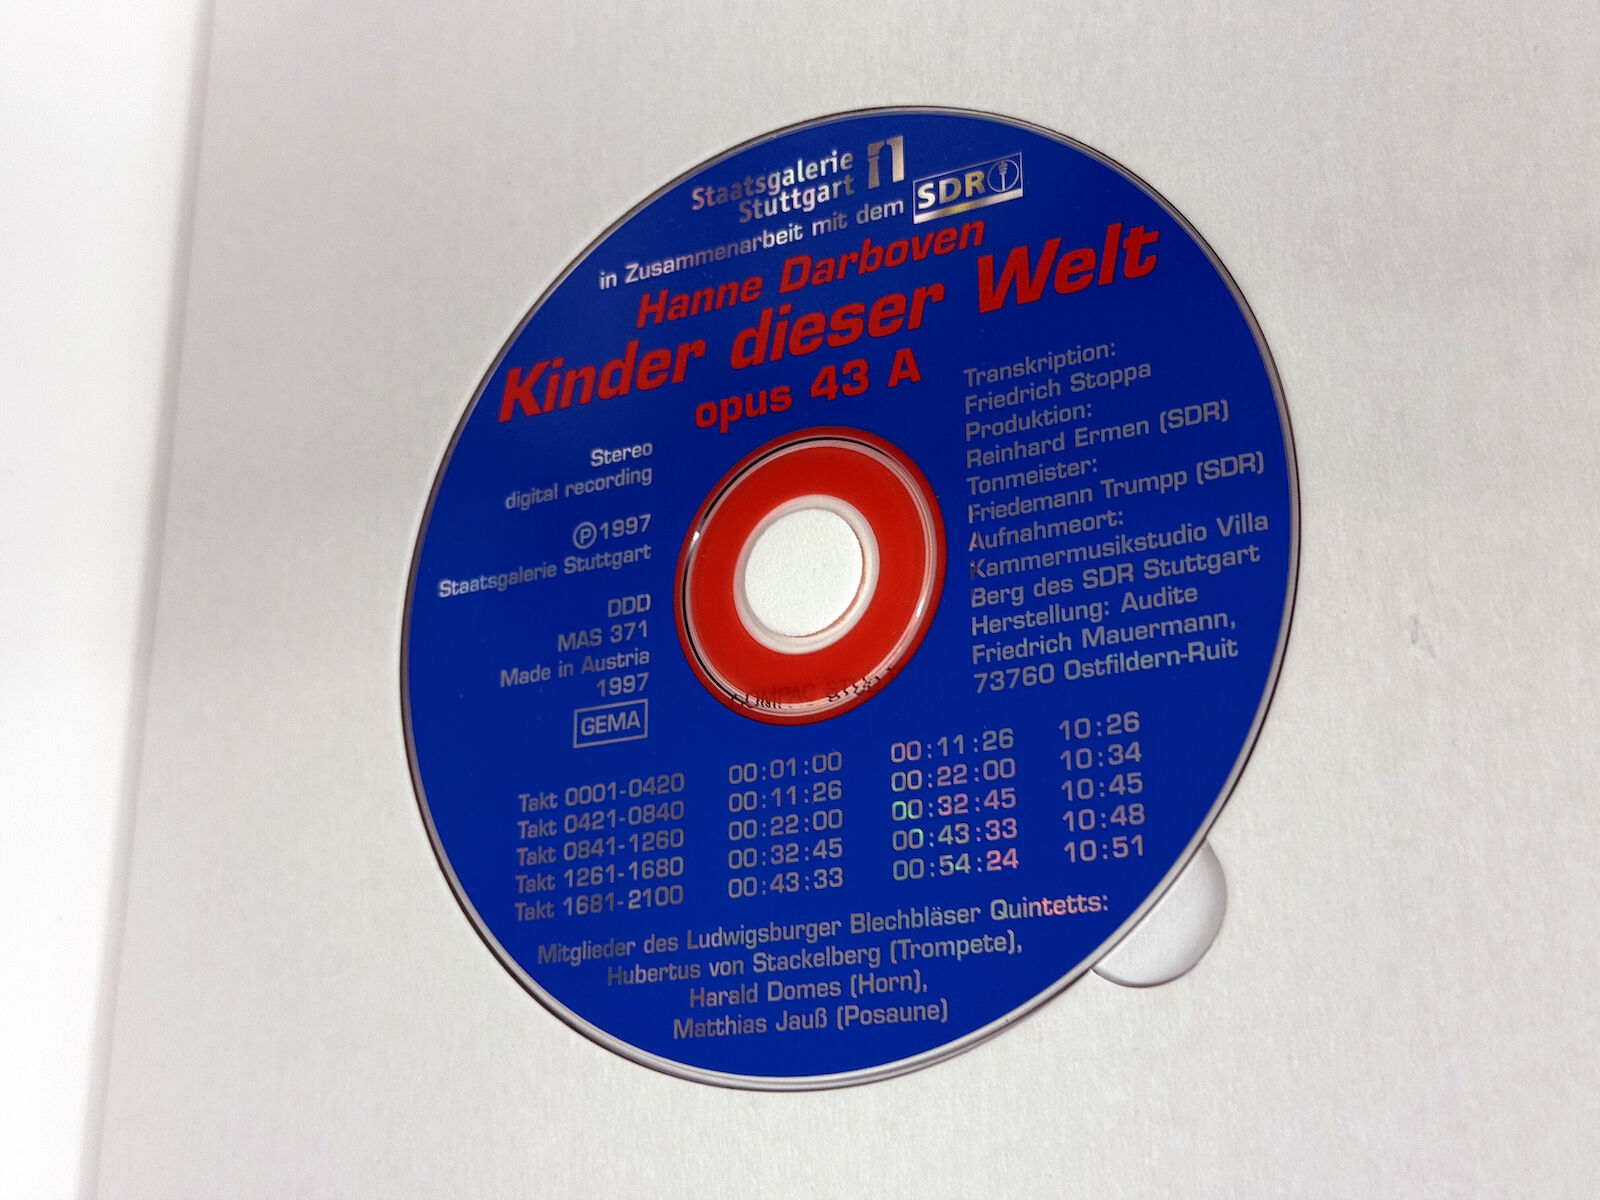 Staatsgalerie
Stuttgart
in Zusammenarbeit mit dem SDR
Hanne Darboven
Kinder dieser Welt
opus 43 A
Stereo
digital recording
℗ 1997
Staatsgalerie Stuttgart
DDD
MAS 371
Made in Austria
1997
GEMA
Transkription:
Friedrich Stoppa
Produktion:
Reinhard Ermen (SDR)
Tonmeister:
Friedemann Trumpp (SDR)
Aufnahmeort:
Kammermusikstudio Villa
Berg des SDR Stuttgart
Herstellung: Audite
Friedrich Mauermann,
73760 Ostfildern-Ruit
Takt 0001-0420 00:01:00 00:11:26 10:26
Takt 0421-0840 00:11:26 00:22:00 10:34
Takt 0841-1260 00:22:00 00:32:45 10:45
Takt 1261-1680 00:32:45 00:43:33 10:48
Takt 1681-2100 00:43:33 00:54:24 10:51
Mitglieder des Ludwigsburger Blechbläser Quintetts:
Hubertus von Stackelberg (Trompete),
Harald Domes (Horn),
Matthias Jauß (Posaune)